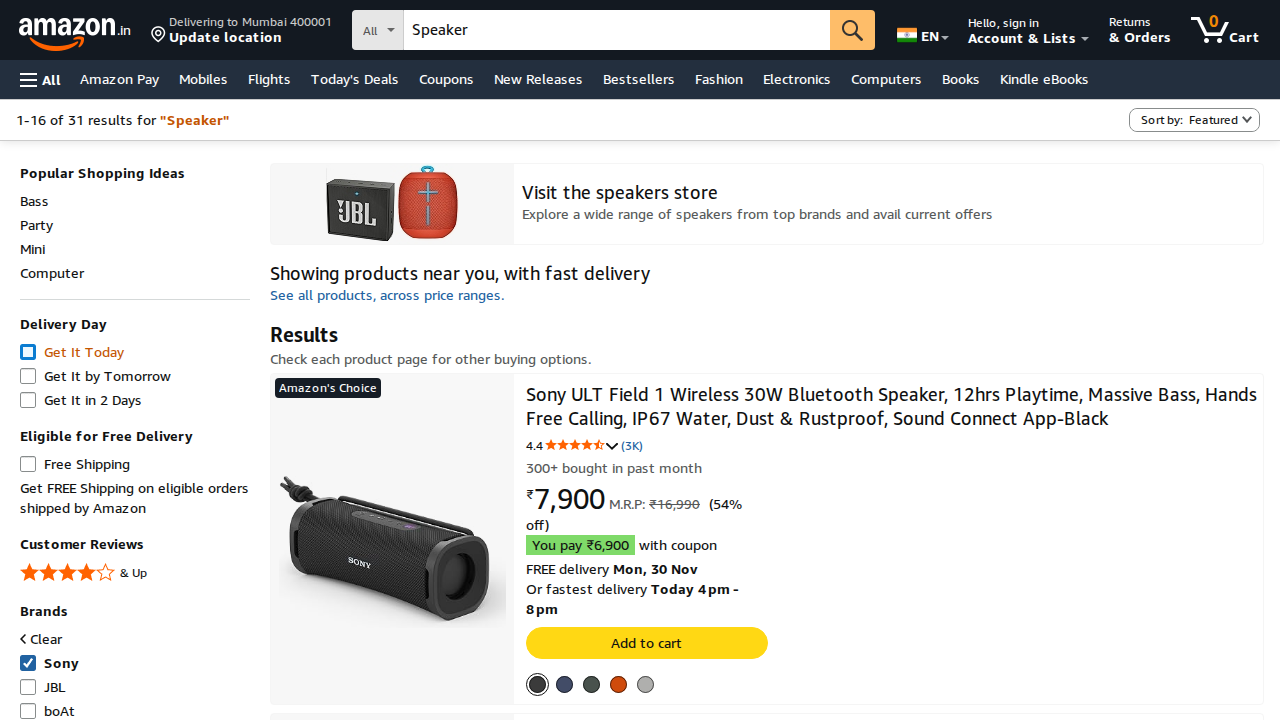 amazon.in
Delivering to Mumbai 400001
Update location
All
Speaker
EN
Hello, sign in
Account & Lists
Returns
& Orders
0
Cart
All
Amazon Pay
Mobiles
Flights
Today's Deals
Coupons
New Releases
Bestsellers
Fashion
Electronics
Computers
Books
Kindle eBooks
1-16 of 31 results for "Speaker"
Sort by: Featured
Popular Shopping Ideas
Bass
Party
Mini
Computer
Delivery Day
Get It Today
Get It by Tomorrow
Get It in 2 Days
Eligible for Free Delivery
Free Shipping
Get FREE Shipping on eligible orders
shipped by Amazon
Customer Reviews
& Up
Brands
Clear
Sony
JBL
boAt
JBL
Visit the speakers store
Explore a wide range of speakers from top brands and avail current offers
Showing products near you, with fast delivery
See all products, across price ranges.
Results
Check each product page for other buying options.
Amazon's Choice
SONY
Sony ULT Field 1 Wireless 30W Bluetooth Speaker, 12hrs Playtime, Massive Bass, Hands
Free Calling, IP67 Water, Dust & Rustproof, Sound Connect App-Black
4.4 (3K)
300+ bought in past month
₹7,900 M.R.P: ₹16,990 (54%
off)
You pay ₹6,900 with coupon
FREE delivery Mon, 30 Nov
Or fastest delivery Today 4 pm -
8 pm
Add to cart